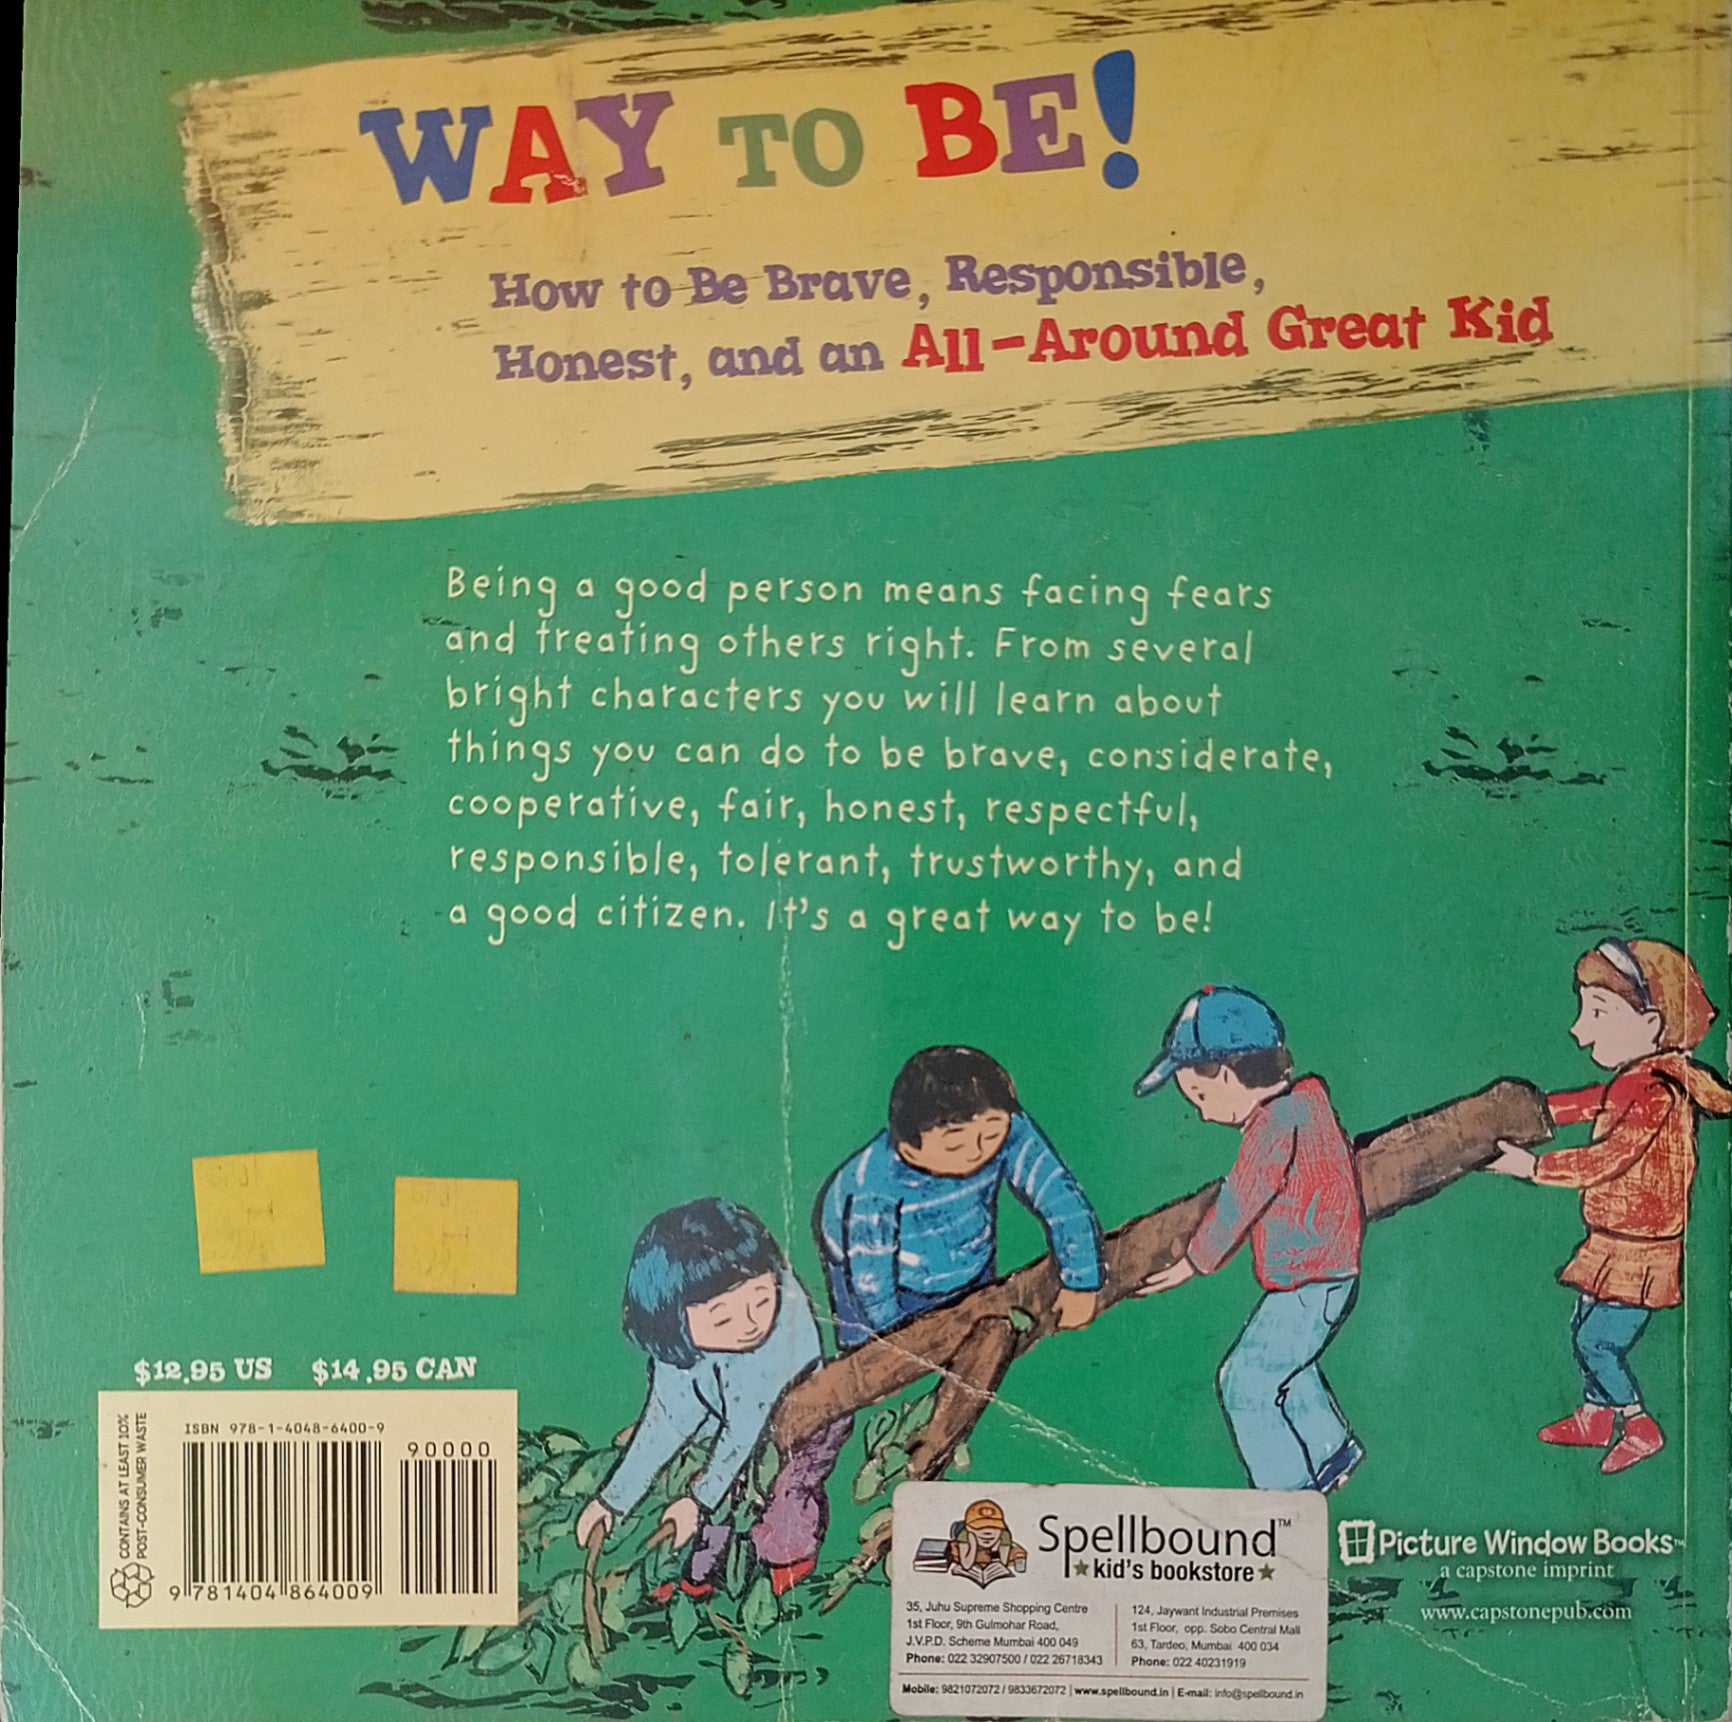 WAY TO BE!
How to Be Brave, Responsible,
Honest, and an All-Around Great Kid
Being a good person means facing fears
and treating others right. From several
bright characters you will learn about
things you can do to be brave, considerate,
cooperative, fair, honest, respectful,
responsible, tolerant, trustworthy, and
a good citizen. It's a great way to be!
$12.95 US $14.95 CAN
CONTAINS AT LEAST 10%
POST-CONSUMER WASTE
ISBN 978-1-4048-6400-9
90000
9 781404 864009
Spellbound™
kid's bookstore
35, Juhu Supreme Shopping Centre
1st Floor, 9th Gulmohar Road,
J.V.P.D. Scheme Mumbai 400 049
Phone: 022 32907500 / 022 26718343
124, Jaywant Industrial Premises
1st Floor, opp. Sobo Central Mall
63, Tardeo, Mumbai 400 034
Phone: 022 40231919
Mobile: 9821072072 / 9833672072 | www.spellbound.in | E-mail: info@spellbound.in
Picture Window Books™
a capstone imprint
www.capstonepub.com